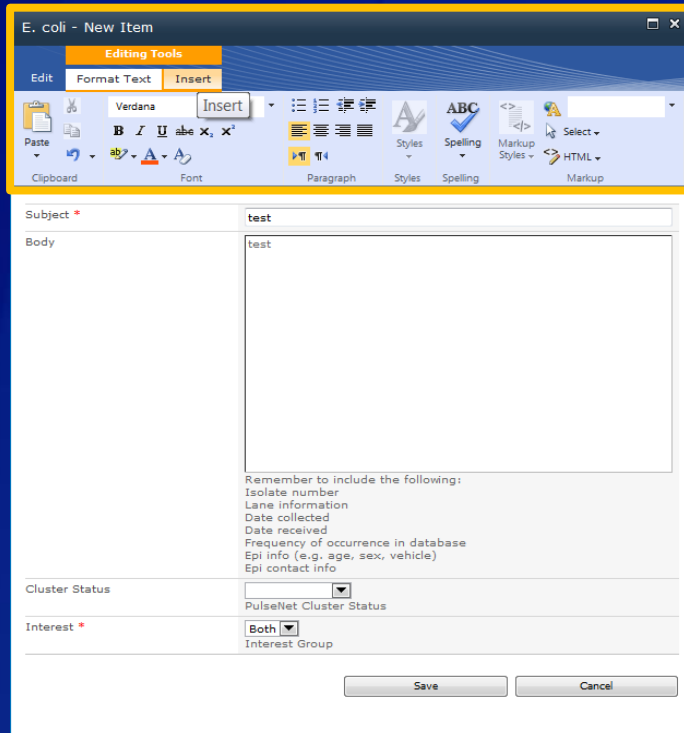 E. coli - New Item
Editing Tools
Edit Format Text Insert
Verdana Insert
B I U abc x₂ x² ABC
Paste Styles Spelling Markup Styles Select HTML
Clipboard Font Paragraph Styles Spelling Markup
Subject * test
Body test
Remember to include the following:
Isolate number
Lane information
Date collected
Date received
Frequency of occurrence in database
Epi info (e.g. age, sex, vehicle)
Epi contact info
Cluster Status
PulseNet Cluster Status
Interest * Both
Interest Group
Save Cancel